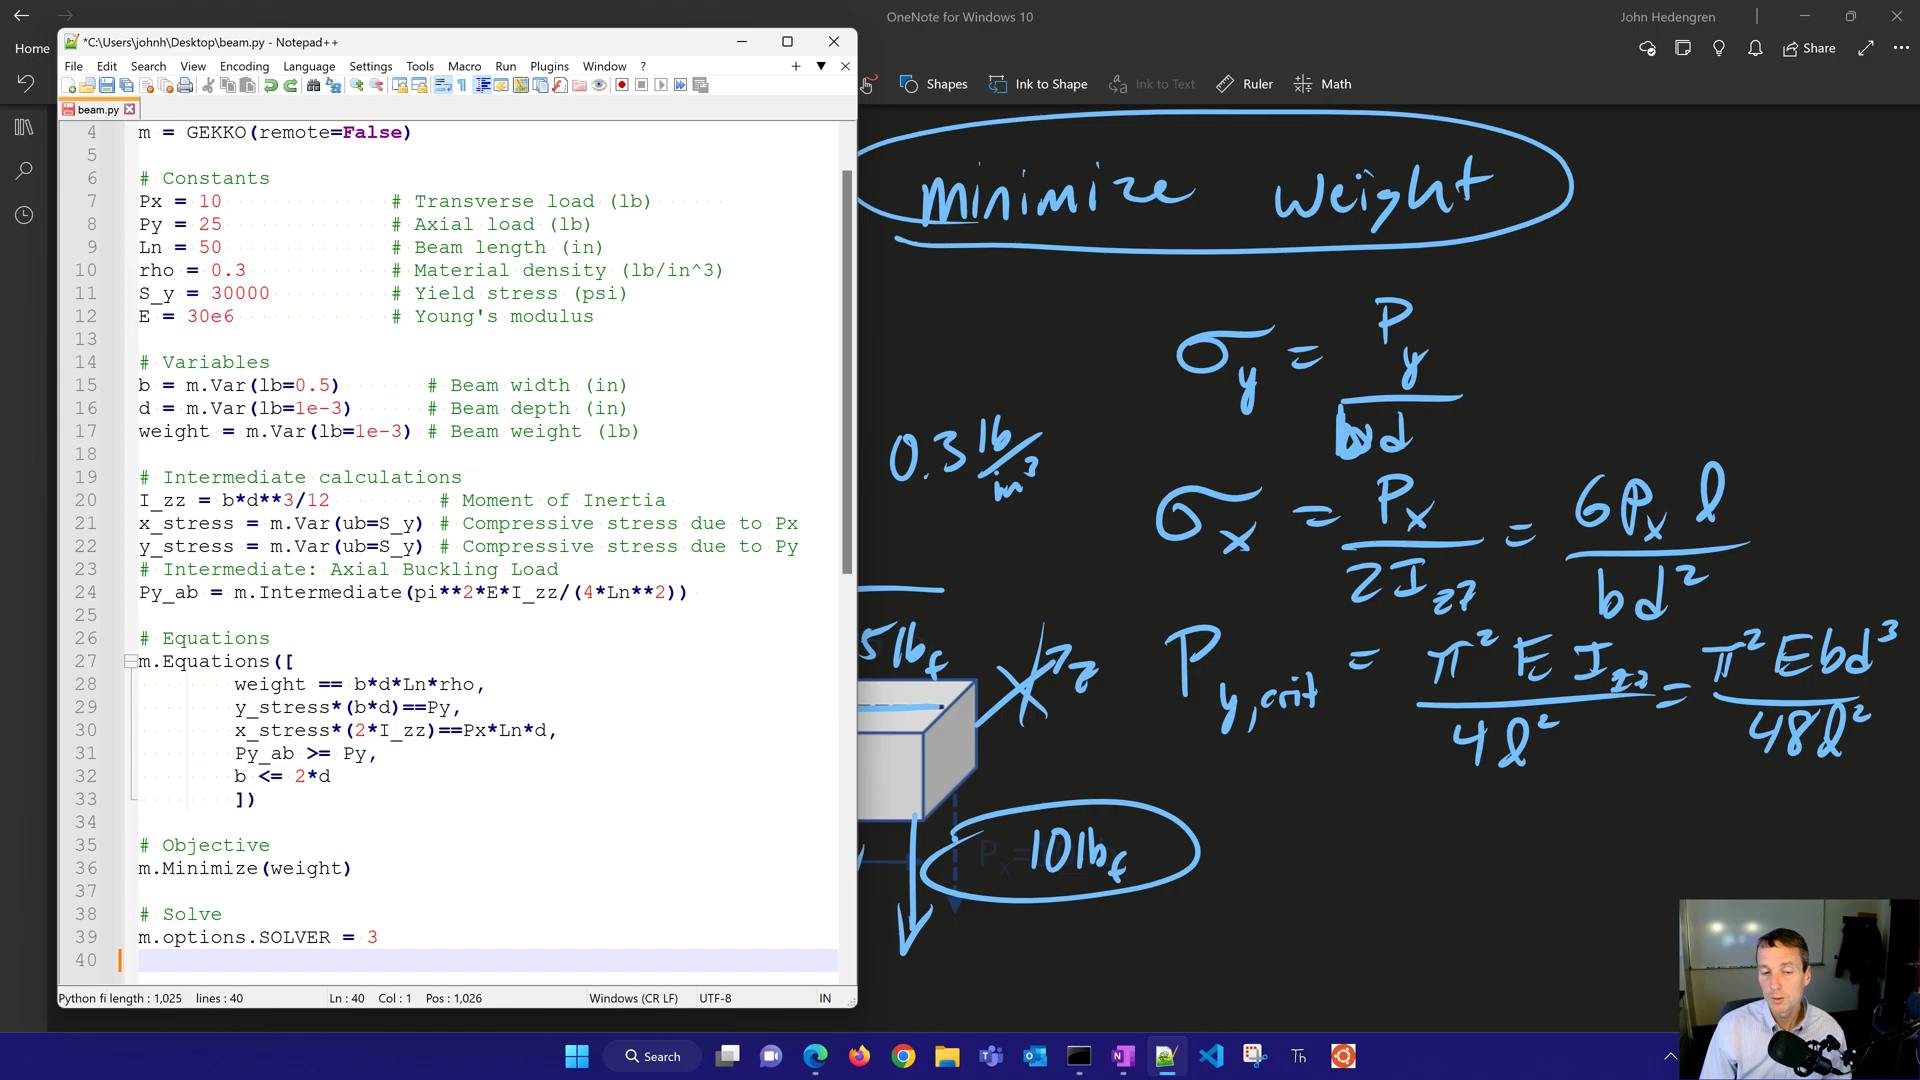 OneNote for Windows 10
John Hedengren
Home
Share
Shapes
Ink to Shape
Ink to Text
Ruler
Math
*C:\Users\johnh\Desktop\beam.py - Notepad++
File Edit Search View Encoding Language Settings Tools Macro Run Plugins Window ?
beam.py
4 m = GEKKO(remote=False)
5
6 # Constants
7 Px = 10 # Transverse load (lb)
8 Py = 25 # Axial load (lb)
9 Ln = 50 # Beam length (in)
10 rho = 0.3 # Material density (lb/in^3)
11 S_y = 30000 # Yield stress (psi)
12 E = 30e6 # Young's modulus
13
14 # Variables
15 b = m.Var(lb=0.5) # Beam width (in)
16 d = m.Var(lb=1e-3) # Beam depth (in)
17 weight = m.Var(lb=1e-3) # Beam weight (lb)
18
19 # Intermediate calculations
20 I_zz = b*d**3/12 # Moment of Inertia
21 x_stress = m.Var(ub=S_y) # Compressive stress due to Px
22 y_stress = m.Var(ub=S_y) # Compressive stress due to Py
23 # Intermediate: Axial Buckling Load
24 Py_ab = m.Intermediate(pi**2*E*I_zz/(4*Ln**2))
25
26 # Equations
27 m.Equations([
28 weight == b*d*Ln*rho,
29 y_stress*(b*d)==Py,
30 x_stress*(2*I_zz)==Px*Ln*d,
31 Py_ab >= Py,
32 b <= 2*d
33 ])
34
35 # Objective
36 m.Minimize(weight)
37
38 # Solve
39 m.options.SOLVER = 3
40
Python fi length : 1,025 lines : 40 Ln : 40 Col : 1 Pos : 1,026 Windows (CR LF) UTF-8 IN
minimize weight
σy = Py / bd
0.3 lb/in³
σx = Px / 2Izz = 6Px l / bd²
5 lbf
z
Py,crit = π² E Izz / 4l² = π² E b d³ / 48l²
10 lbf
Px=
Search
Th